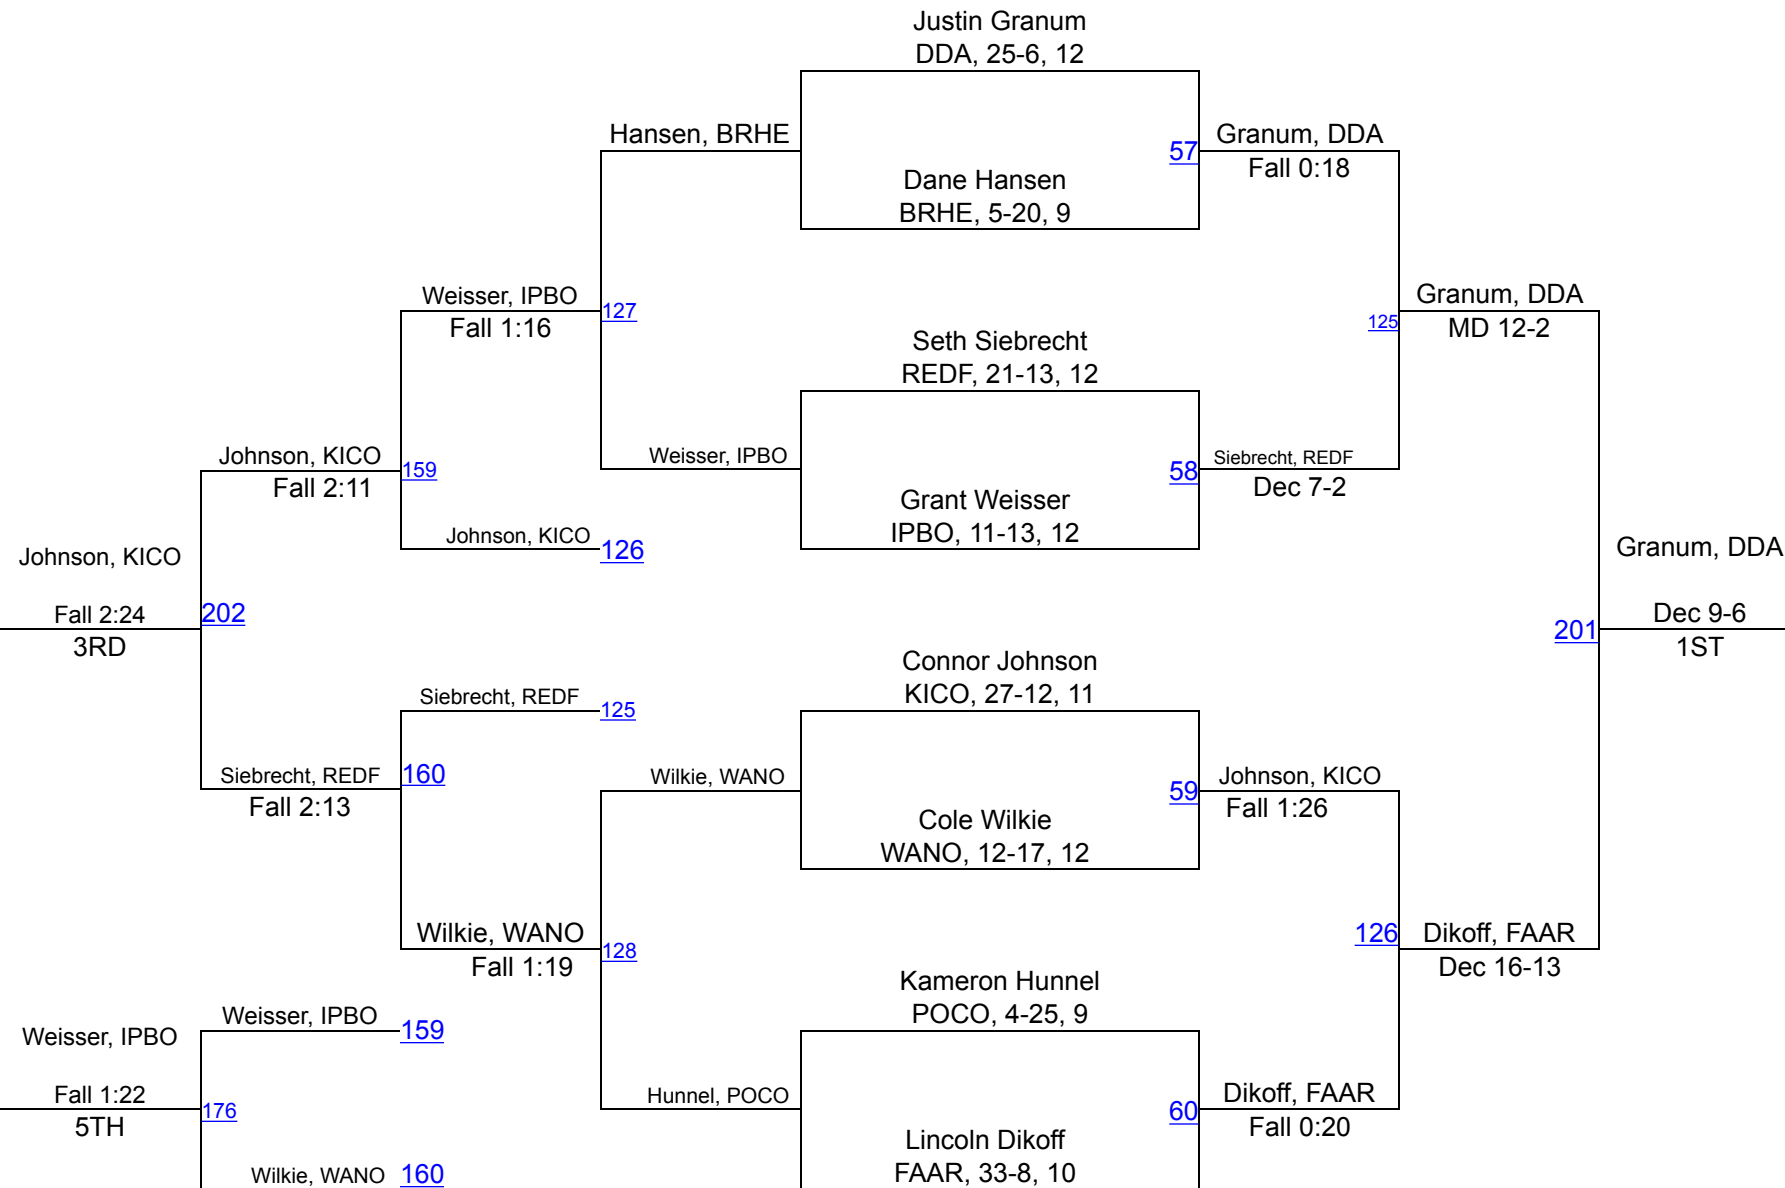 Justin Granum
DDA, 25-6, 12
Hansen, BRHE
57
Granum, DDA
Fall 0:18
Dane Hansen
BRHE, 5-20, 9
Weisser, IPBO
Fall 1:16
127
Granum, DDA
MD 12-2
125
Seth Siebrecht
REDF, 21-13, 12
Johnson, KICO
Fall 2:11
159
Weisser, IPBO
58
Siebrecht, REDF
Dec 7-2
Grant Weisser
IPBO, 11-13, 12
Johnson, KICO
126
Johnson, KICO
Fall 2:24
3RD
202
Granum, DDA
Dec 9-6
1ST
201
Connor Johnson
KICO, 27-12, 11
Siebrecht, REDF
125
Siebrecht, REDF
Fall 2:13
160
Wilkie, WANO
59
Johnson, KICO
Fall 1:26
Cole Wilkie
WANO, 12-17, 12
Wilkie, WANO
Fall 1:19
128
126
Dikoff, FAAR
Dec 16-13
Kameron Hunnel
POCO, 4-25, 9
Weisser, IPBO
159
Weisser, IPBO
Fall 1:22
5TH
176
Hunnel, POCO
60
Dikoff, FAAR
Fall 0:20
Lincoln Dikoff
FAAR, 33-8, 10
Wilkie, WANO
160